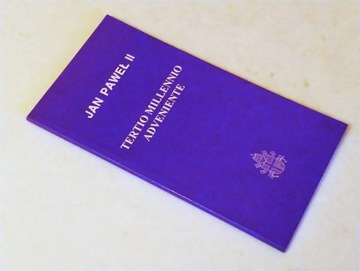 JAN PAWEŁ II
TERTIO MILLENNIO
ADVENIENTE